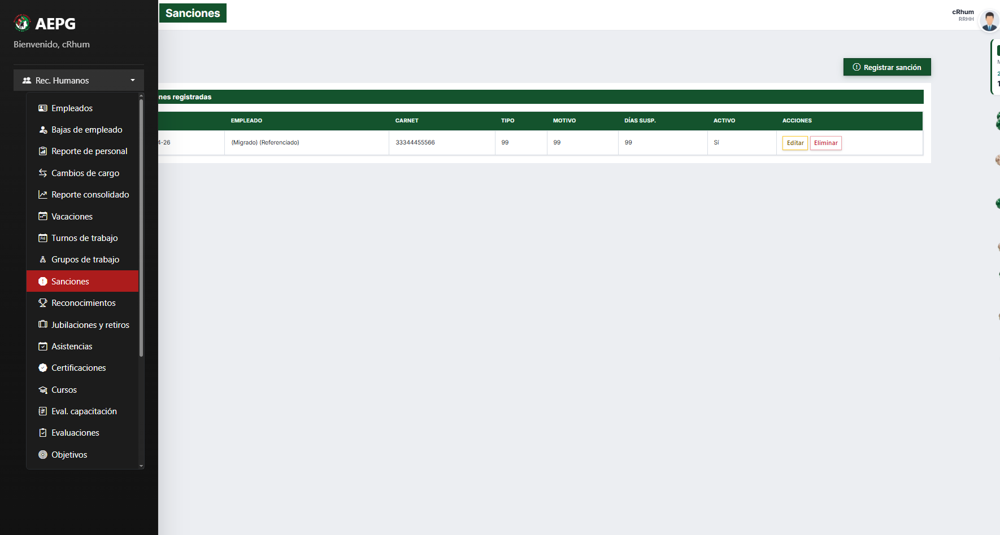 AEPG
Bienvenido, cRhum
Rec. Humanos
Empleados
Bajas de empleado
Reporte de personal
Cambios de cargo
Reporte consolidado
Vacaciones
Turnos de trabajo
Grupos de trabajo
Sanciones
Reconocimientos
Jubilaciones y retiros
Asistencias
Certificaciones
Cursos
Eval. capacitación
Evaluaciones
Objetivos
Sanciones
cRhum
RRHH
Registrar sanción
nes registradas
EMPLEADO CARNET TIPO MOTIVO DÍAS SUSP. ACTIVO ACCIONES
4-26 (Migrado) (Referenciado) 33344455566 99 99 99 Sí Editar Eliminar